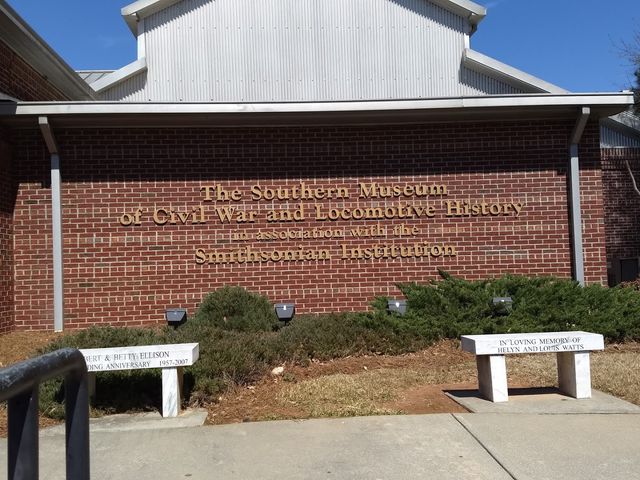 The Southern Museum
of Civil War and Locomotive History
in association with the
Smithsonian Institution
BERT & BETTY ELLISON
DING ANNIVERSARY 1957-2007
IN LOVING MEMORY OF
HELYN AND LOUIS WATTS